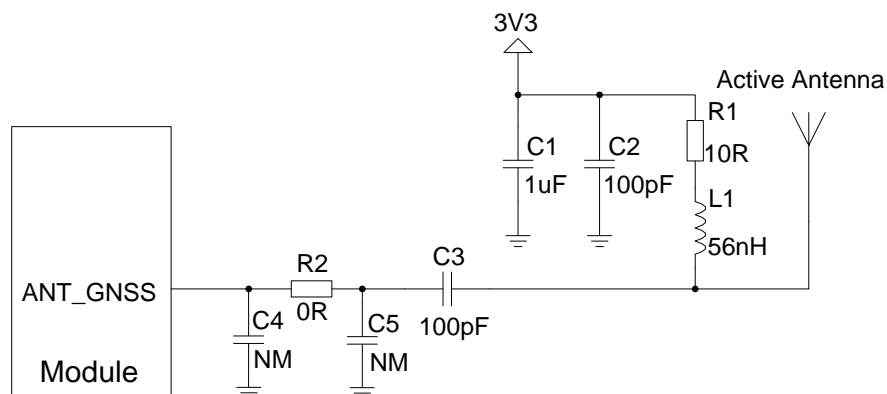 3V3
Active Antenna
R1
10R
C1
1uF
C2
100pF
L1
56nH
C3
100pF
R2
0R
ANT_GNSS
C4
NM
C5
NM
Module